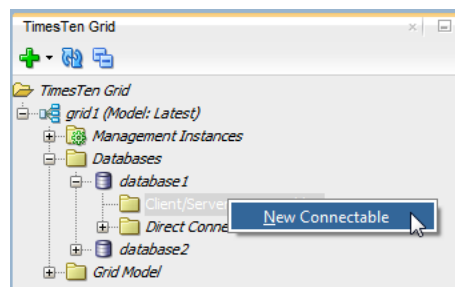 TimesTen Grid
TimesTen Grid
grid1 (Model: Latest)
Management Instances
Databases
database1
Client/Server
New Connectable
Direct Conne
database2
Grid Model